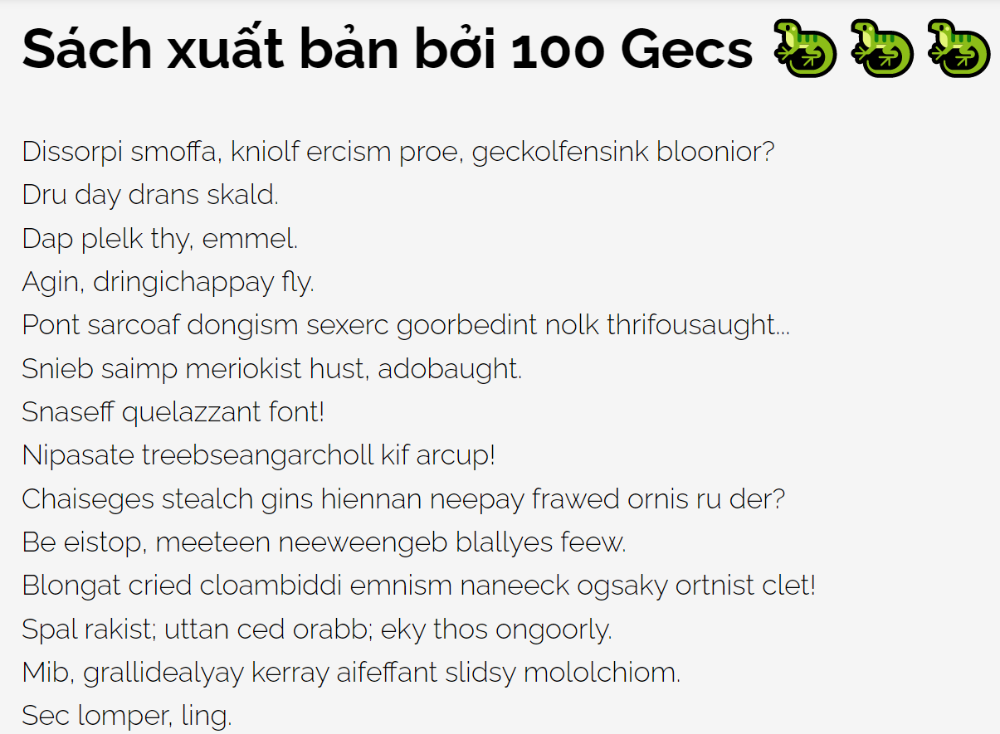 Sách xuất bản bởi 100 Gecs 🦎 🦎 🦎
Dissorpi smoffa, kniolf ercism proe, geckolfensink bloonior?
Dru day drans skald.
Dap plelk thy, emmel.
Agin, dringichappay fly.
Pont sarcoaf dongism sexerc goorbedint nolk thrifousaught...
Snieb saimp meriokist hust, adobaught.
Snaseff quelazzant font!
Nipasate treebseangarcholl kif arcup!
Chaiseges stealch gins hiennan neepay frawed ornis ru der?
Be eistop, meeteen neeweengeb blallyes feew.
Blongat cried cloambiddi emnism naneeck ogsaky ortnist clet!
Spal rakist; uttan ced orabb; eky thos ongoorly.
Mib, grallidealyay kerray aifeffant slidsy mololchiom.
Sec lomper, ling.